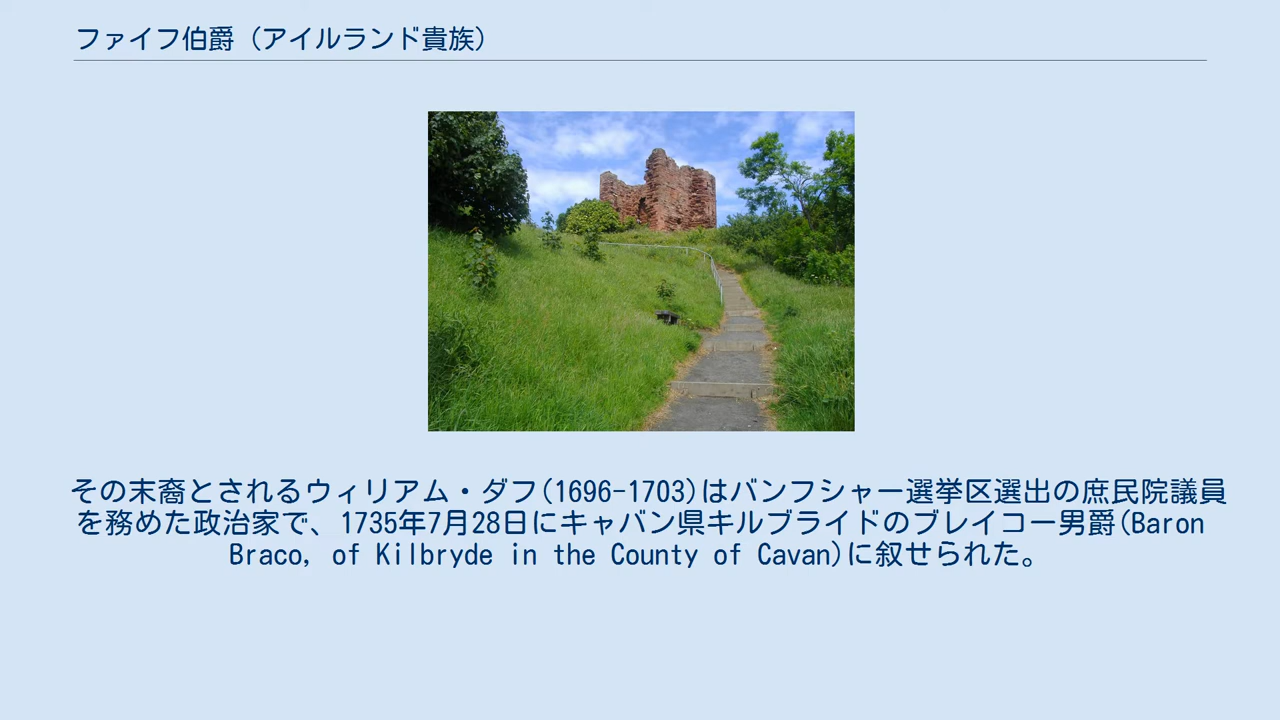 ファイフ伯爵（アイルランド貴族）
その末裔とされるウィリアム・ダフ(1696-1703)はバンフシャー選挙区選出の庶民院議員
を務めた政治家で、1735年7月28日にキャバン県キルブライドのブレイコー男爵(Baron
Braco, of Kilbryde in the County of Cavan)に叙せられた。